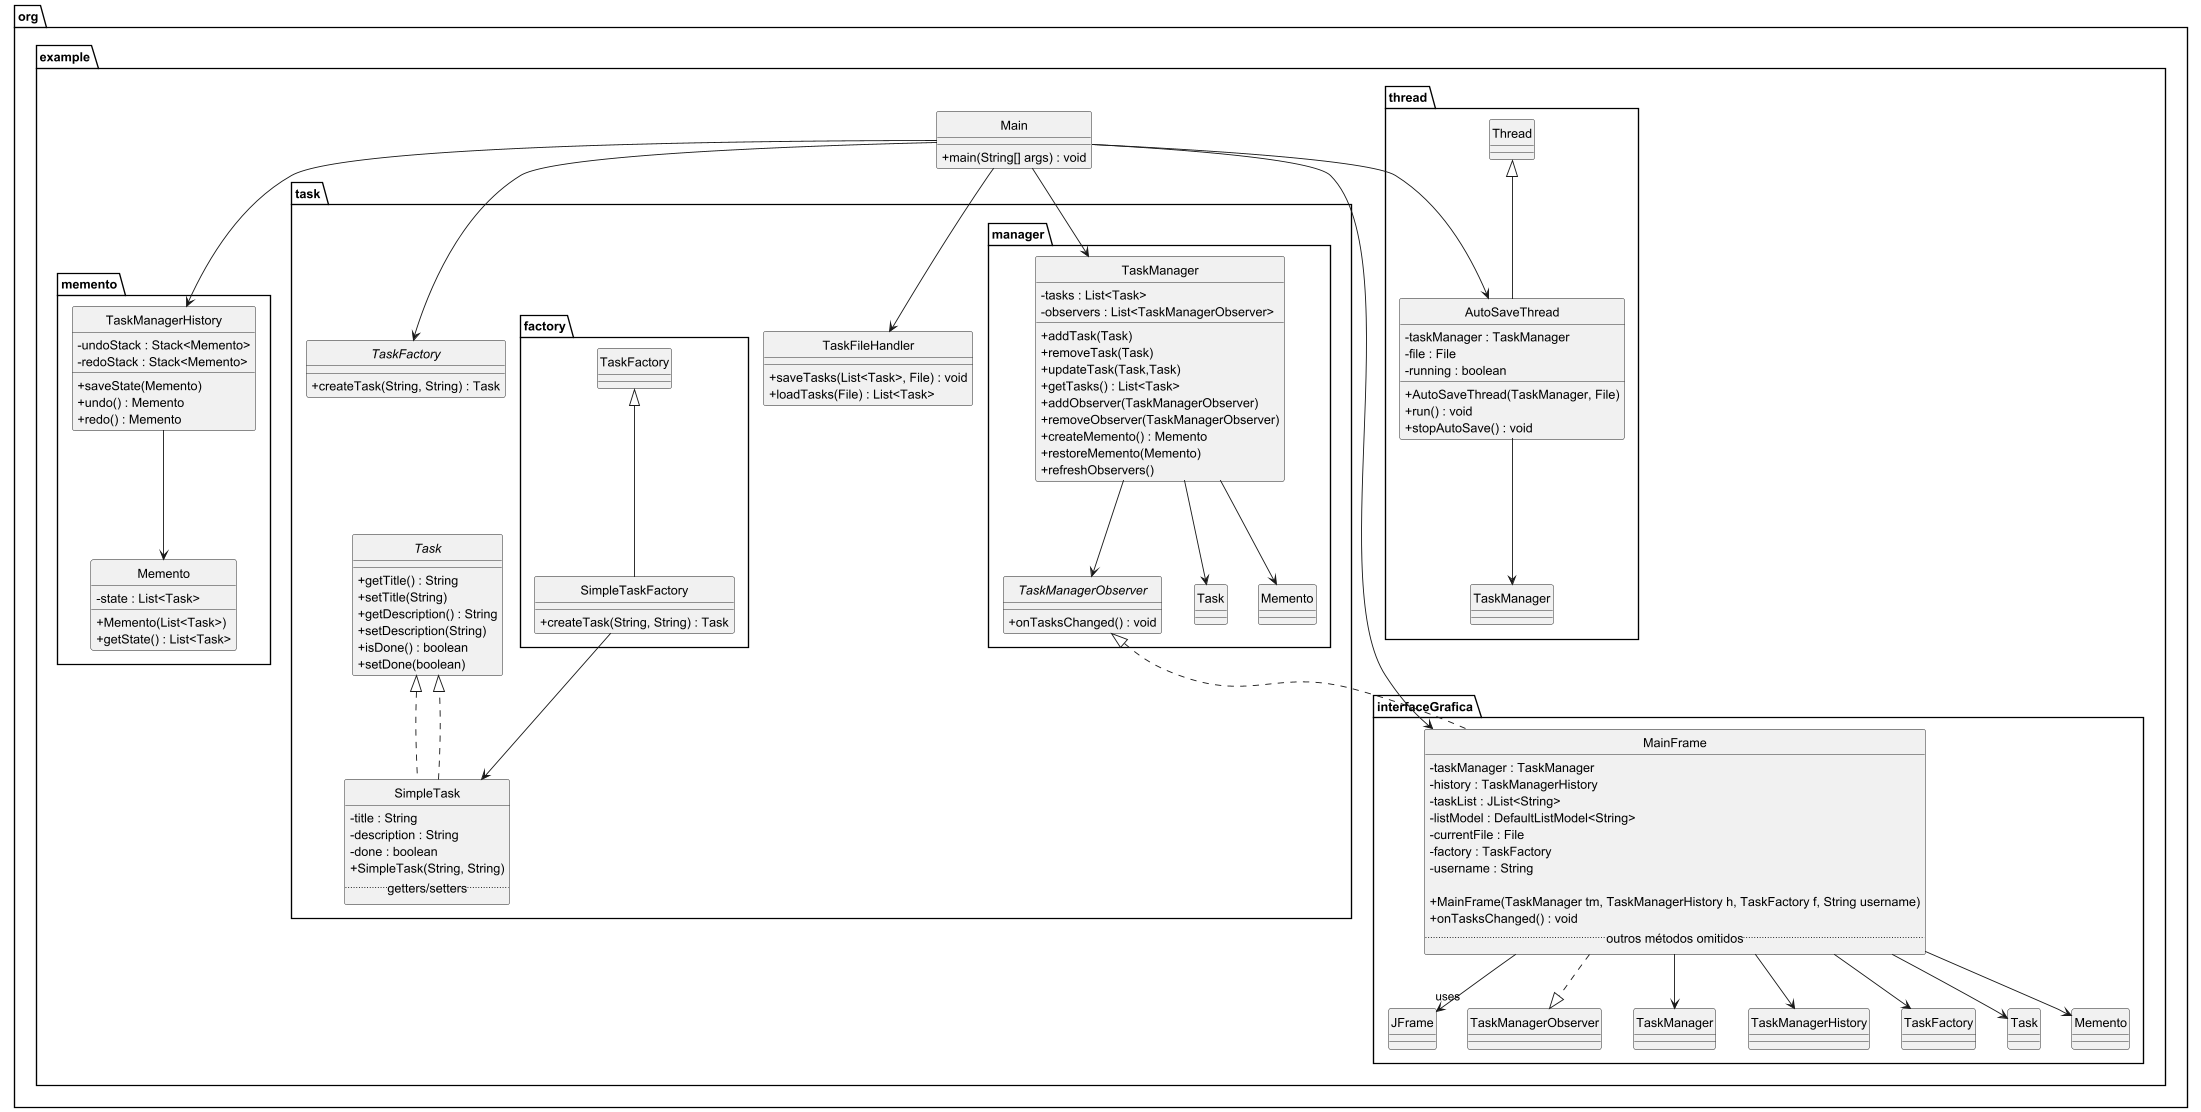 org
example
thread
Thread
Main
+main(String[] args) : void
task
manager
memento
TaskManager
-tasks : List<Task>
-observers : List<TaskManagerObserver>
+addTask(Task)
+removeTask(Task)
+updateTask(Task,Task)
+getTasks() : List<Task>
+addObserver(TaskManagerObserver)
+removeObserver(TaskManagerObserver)
+createMemento() : Memento
+restoreMemento(Memento)
+refreshObservers()
TaskManagerHistory
-undoStack : Stack<Memento>
-redoStack : Stack<Memento>
+saveState(Memento)
+undo() : Memento
+redo() : Memento
TaskFactory
+createTask(String, String) : Task
factory
TaskFactory
TaskFileHandler
+saveTasks(List<Task>, File) : void
+loadTasks(File) : List<Task>
AutoSaveThread
-taskManager : TaskManager
-file : File
-running : boolean
+AutoSaveThread(TaskManager, File)
+run() : void
+stopAutoSave() : void
Memento
-state : List<Task>
+Memento(List<Task>)
+getState() : List<Task>
Task
+getTitle() : String
+setTitle(String)
+getDescription() : String
+setDescription(String)
+isDone() : boolean
+setDone(boolean)
SimpleTaskFactory
+createTask(String, String) : Task
TaskManagerObserver
+onTasksChanged() : void
Task
Memento
TaskManager
interfaceGrafica
SimpleTask
-title : String
-description : String
-done : boolean
+SimpleTask(String, String)
getters/setters
MainFrame
-taskManager : TaskManager
-history : TaskManagerHistory
-taskList : JList<String>
-listModel : DefaultListModel<String>
-currentFile : File
-factory : TaskFactory
-username : String
+MainFrame(TaskManager tm, TaskManagerHistory h, TaskFactory f, String username)
+onTasksChanged() : void
outros métodos omitidos
uses
JFrame
TaskManagerObserver
TaskManager
TaskManagerHistory
TaskFactory
Task
Memento